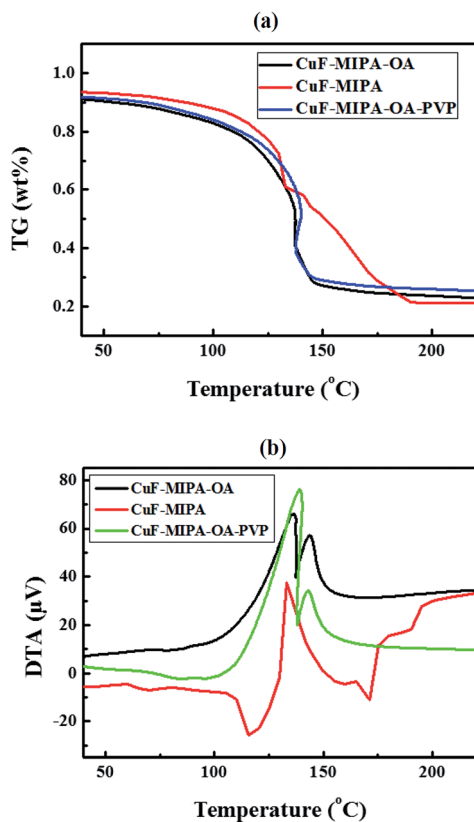 (a)
CuF-MIPA-OA
CuF-MIPA
CuF-MIPA-OA-PVP
TG (wt%)
1.0
0.8
0.6
0.4
0.2
50 100 150 200
Temperature (°C)
(b)
CuF-MIPA-OA
CuF-MIPA
CuF-MIPA-OA-PVP
DTA (µV)
80
60
40
20
0
-20
50 100 150 200
Temperature (°C)